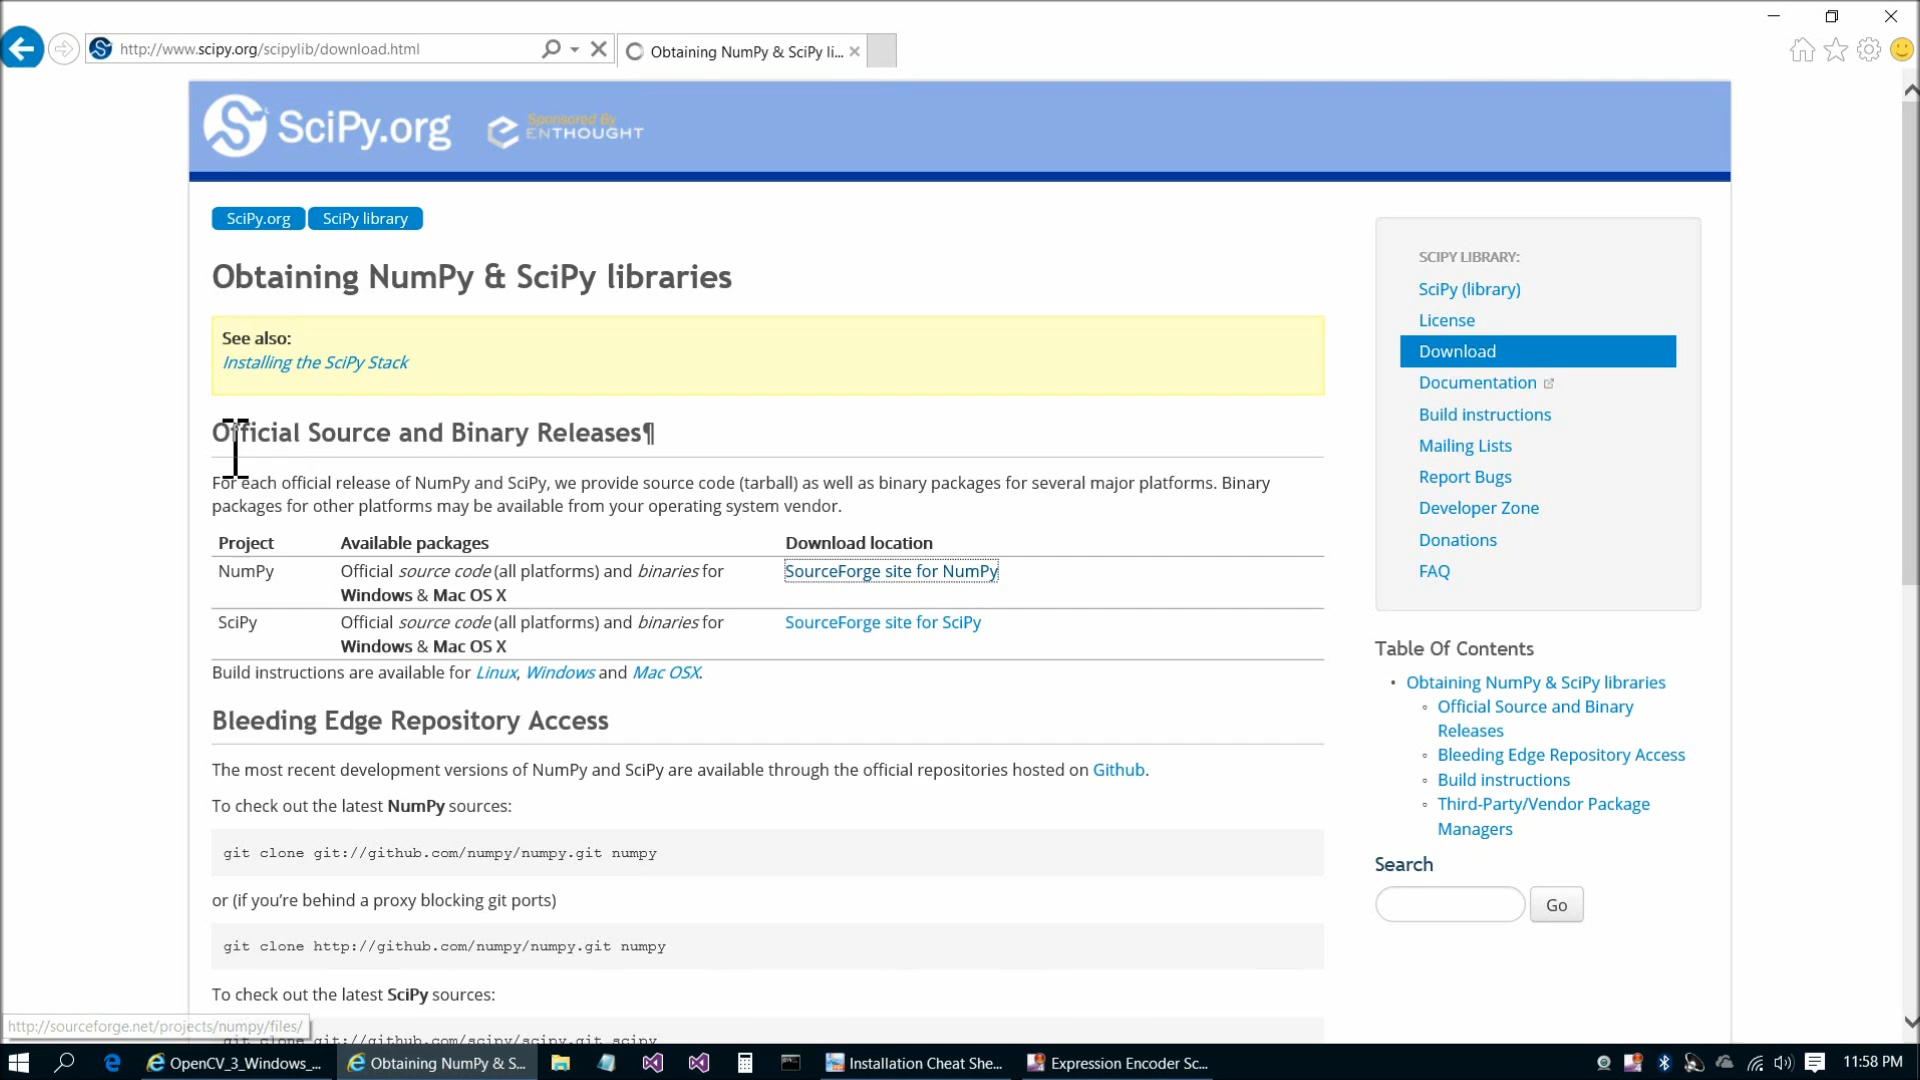 http://www.scipy.org/scipylib/download.html
Obtaining NumPy & SciPy li...
SciPy.org
Sponsored By
ENTHOUGHT
SciPy.org
SciPy library
Obtaining NumPy & SciPy libraries
See also:
Installing the SciPy Stack
Official Source and Binary Releases¶
For each official release of NumPy and SciPy, we provide source code (tarball) as well as binary packages for several major platforms. Binary
packages for other platforms may be available from your operating system vendor.
Project Available packages Download location
NumPy Official source code (all platforms) and binaries for SourceForge site for NumPy
Windows & Mac OS X
SciPy Official source code (all platforms) and binaries for SourceForge site for SciPy
Windows & Mac OS X
Build instructions are available for Linux, Windows and Mac OSX.
Bleeding Edge Repository Access
The most recent development versions of NumPy and SciPy are available through the official repositories hosted on Github.
To check out the latest NumPy sources:
git clone git://github.com/numpy/numpy.git numpy
or (if you're behind a proxy blocking git ports)
git clone http://github.com/numpy/numpy.git numpy
To check out the latest SciPy sources:
git clone git://github.com/scipy/scipy.git scipy
SCIPY LIBRARY:
SciPy (library)
License
Download
Documentation
Build instructions
Mailing Lists
Report Bugs
Developer Zone
Donations
FAQ
Table Of Contents
Obtaining NumPy & SciPy libraries
Official Source and Binary
Releases
Bleeding Edge Repository Access
Build instructions
Third-Party/Vendor Package
Managers
Search
Go
http://sourceforge.net/projects/numpy/files/
OpenCV_3_Windows_...
Obtaining NumPy & S...
Installation Cheat She...
Expression Encoder Sc...
11:58 PM